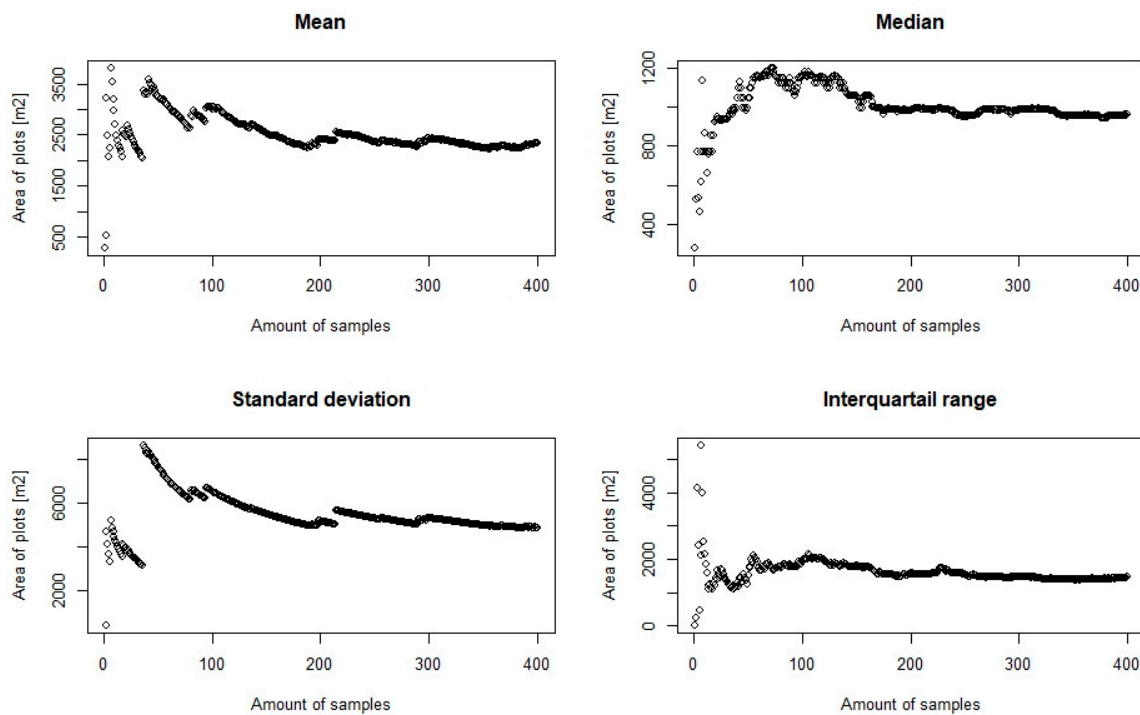 Mean
Area of plots [m2]
500 1500 2500 3500
0 100 200 300 400
Amount of samples
Median
Area of plots [m2]
400 800 1200
0 100 200 300 400
Amount of samples
Standard deviation
Area of plots [m2]
2000 6000
0 100 200 300 400
Amount of samples
Interquartail range
Area of plots [m2]
0 2000 4000
0 100 200 300 400
Amount of samples